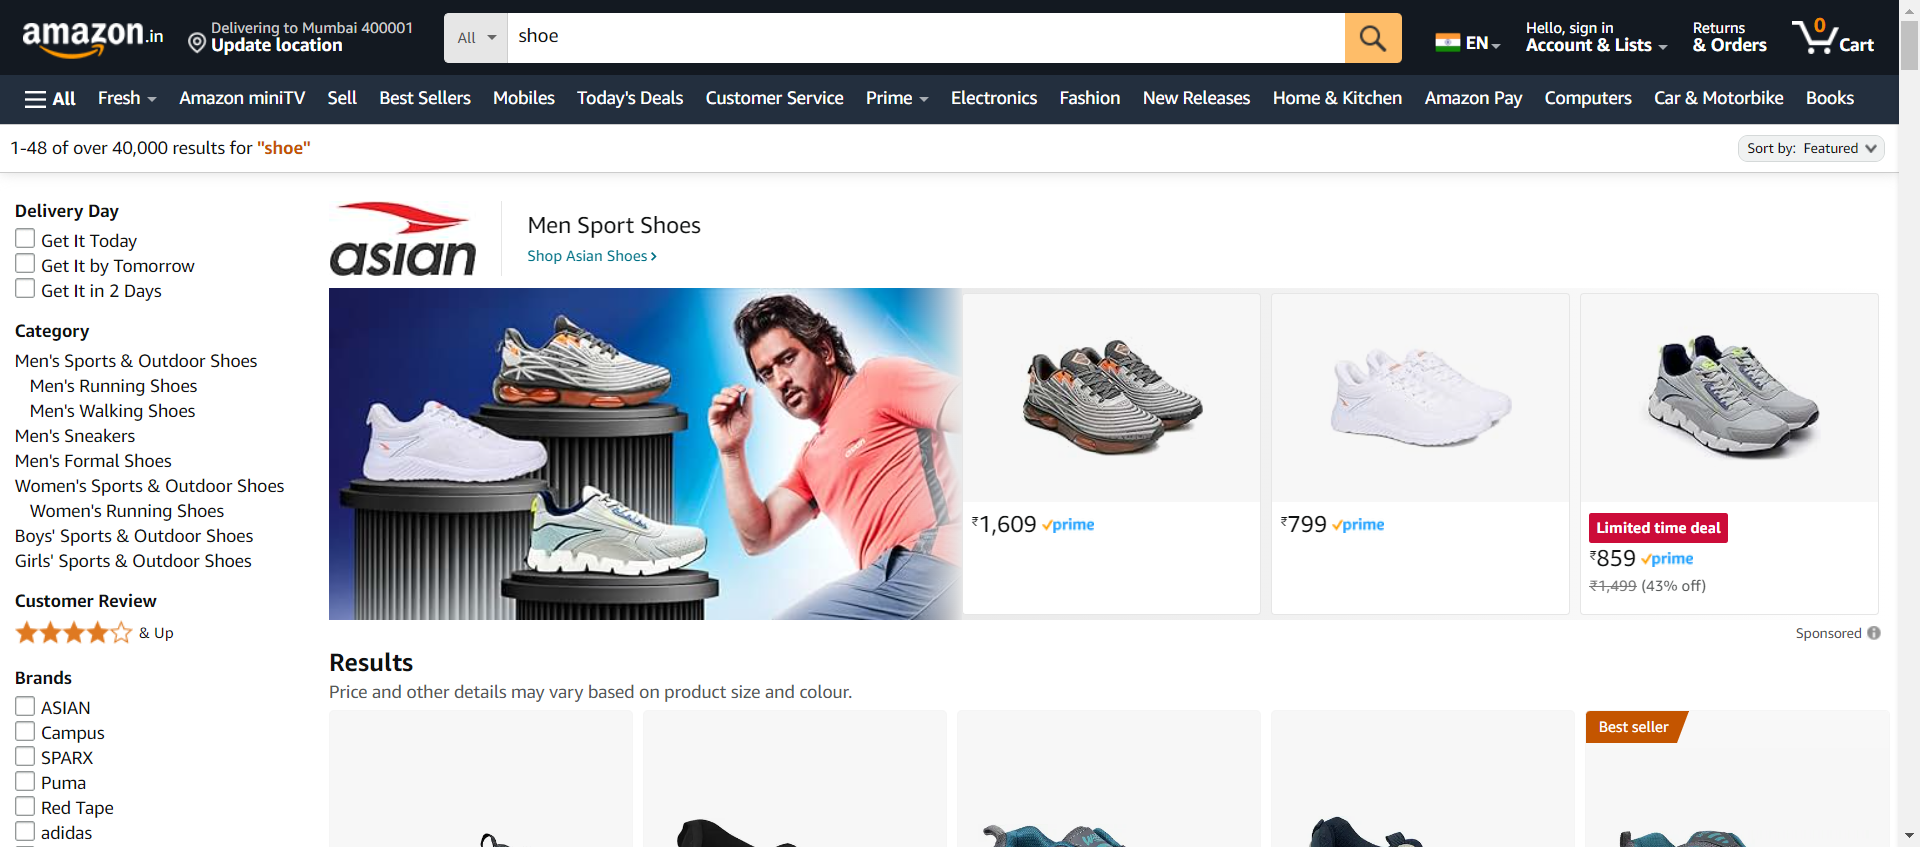 amazon.in
Delivering to Mumbai 400001
Update location
All
shoe
EN
Hello, sign in
Account & Lists
Returns
& Orders
0
Cart
All
Fresh
Amazon miniTV
Sell
Best Sellers
Mobiles
Today's Deals
Customer Service
Prime
Electronics
Fashion
New Releases
Home & Kitchen
Amazon Pay
Computers
Car & Motorbike
Books
1-48 of over 40,000 results for "shoe"
Sort by: Featured
Delivery Day
Get It Today
Get It by Tomorrow
Get It in 2 Days
Category
Men's Sports & Outdoor Shoes
Men's Running Shoes
Men's Walking Shoes
Men's Sneakers
Men's Formal Shoes
Women's Sports & Outdoor Shoes
Women's Running Shoes
Boys' Sports & Outdoor Shoes
Girls' Sports & Outdoor Shoes
Customer Review
& Up
Brands
ASIAN
Campus
SPARX
Puma
Red Tape
adidas
asian
Men Sport Shoes
Shop Asian Shoes ›
asian
₹1,609 prime
₹799 prime
Limited time deal
₹859 prime
₹1,499 (43% off)
Sponsored
Results
Price and other details may vary based on product size and colour.
Best seller